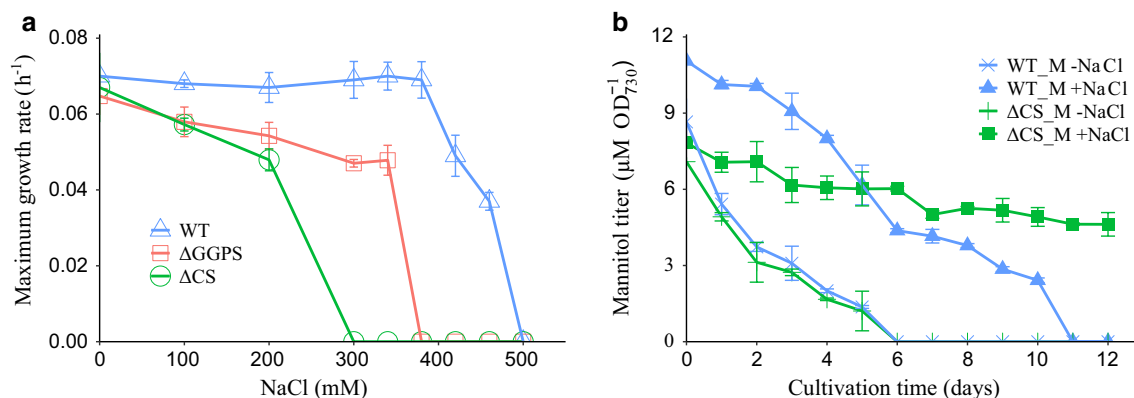 a
Maximum growth rate (h⁻¹)
0.08
0.06
0.04
0.02
0.00
WT
ΔGGPS
ΔCS
0 100 200 300 400 500
NaCl (mM)
b
Mannitol titer (μM OD₇₃₀⁻¹)
12
9
6
3
0
WT_M -NaCl
WT_M +NaCl
ΔCS_M -NaCl
ΔCS_M +NaCl
0 2 4 6 8 10 12
Cultivation time (days)